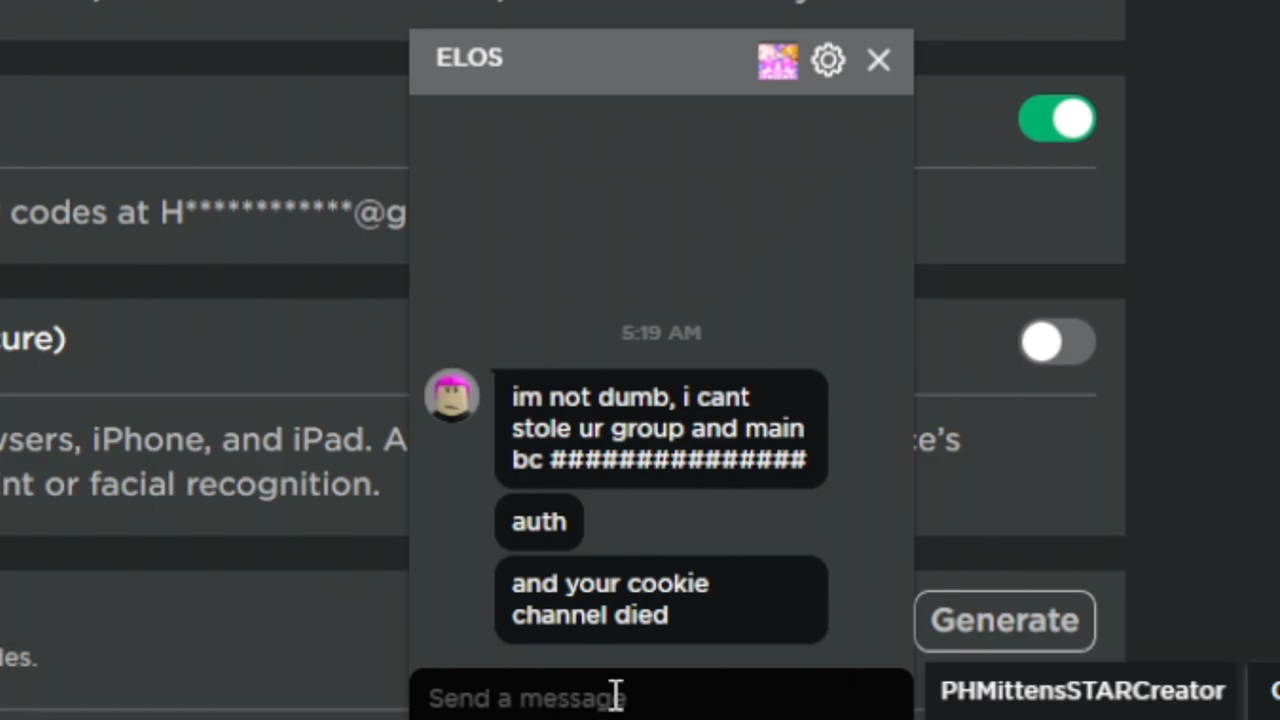 ELOS
codes at H************@g
5:19 AM
ure)
im not dumb, i cant
stole ur group and main
bc ###############
wsers, iPhone, and iPad. A
e's
nt or facial recognition.
auth
and your cookie
channel died
Generate
les.
Send a message
PHMittensSTARCreator